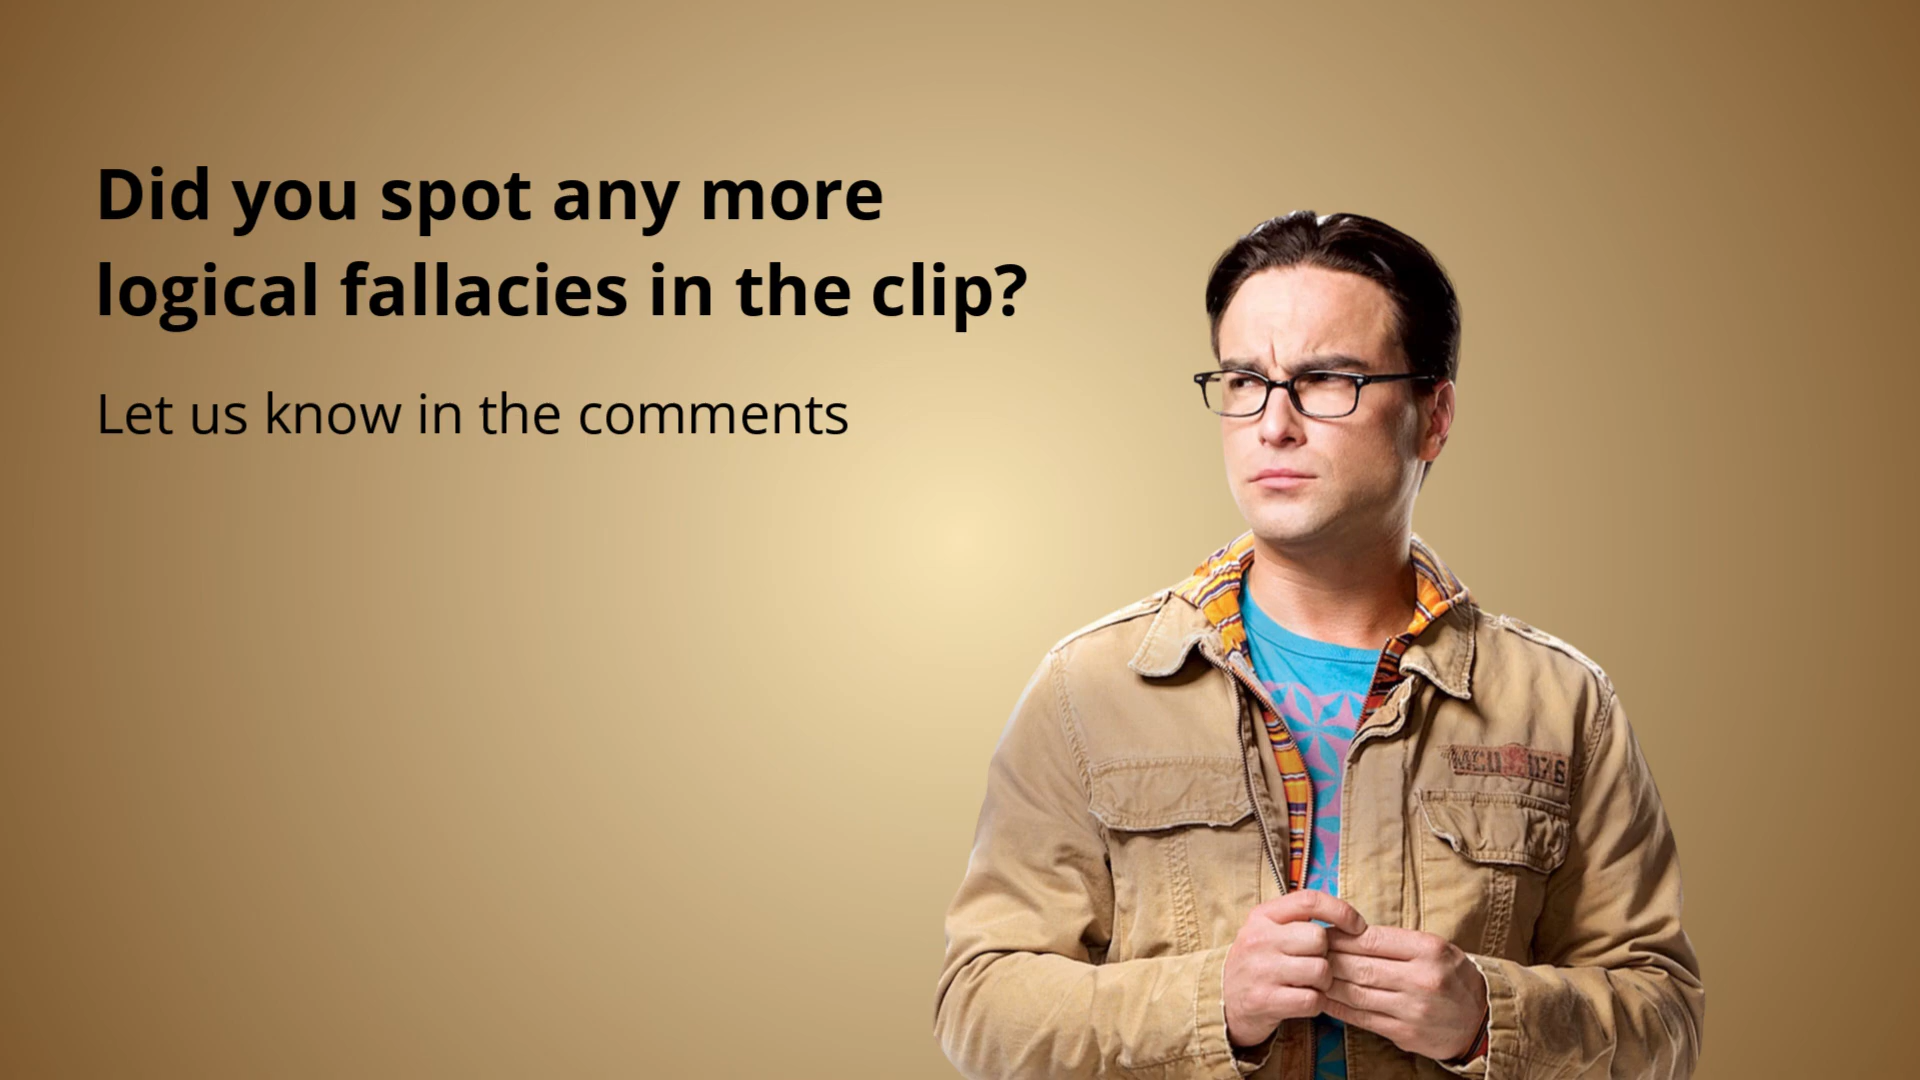 Did you spot any more
logical fallacies in the clip?
Let us know in the comments